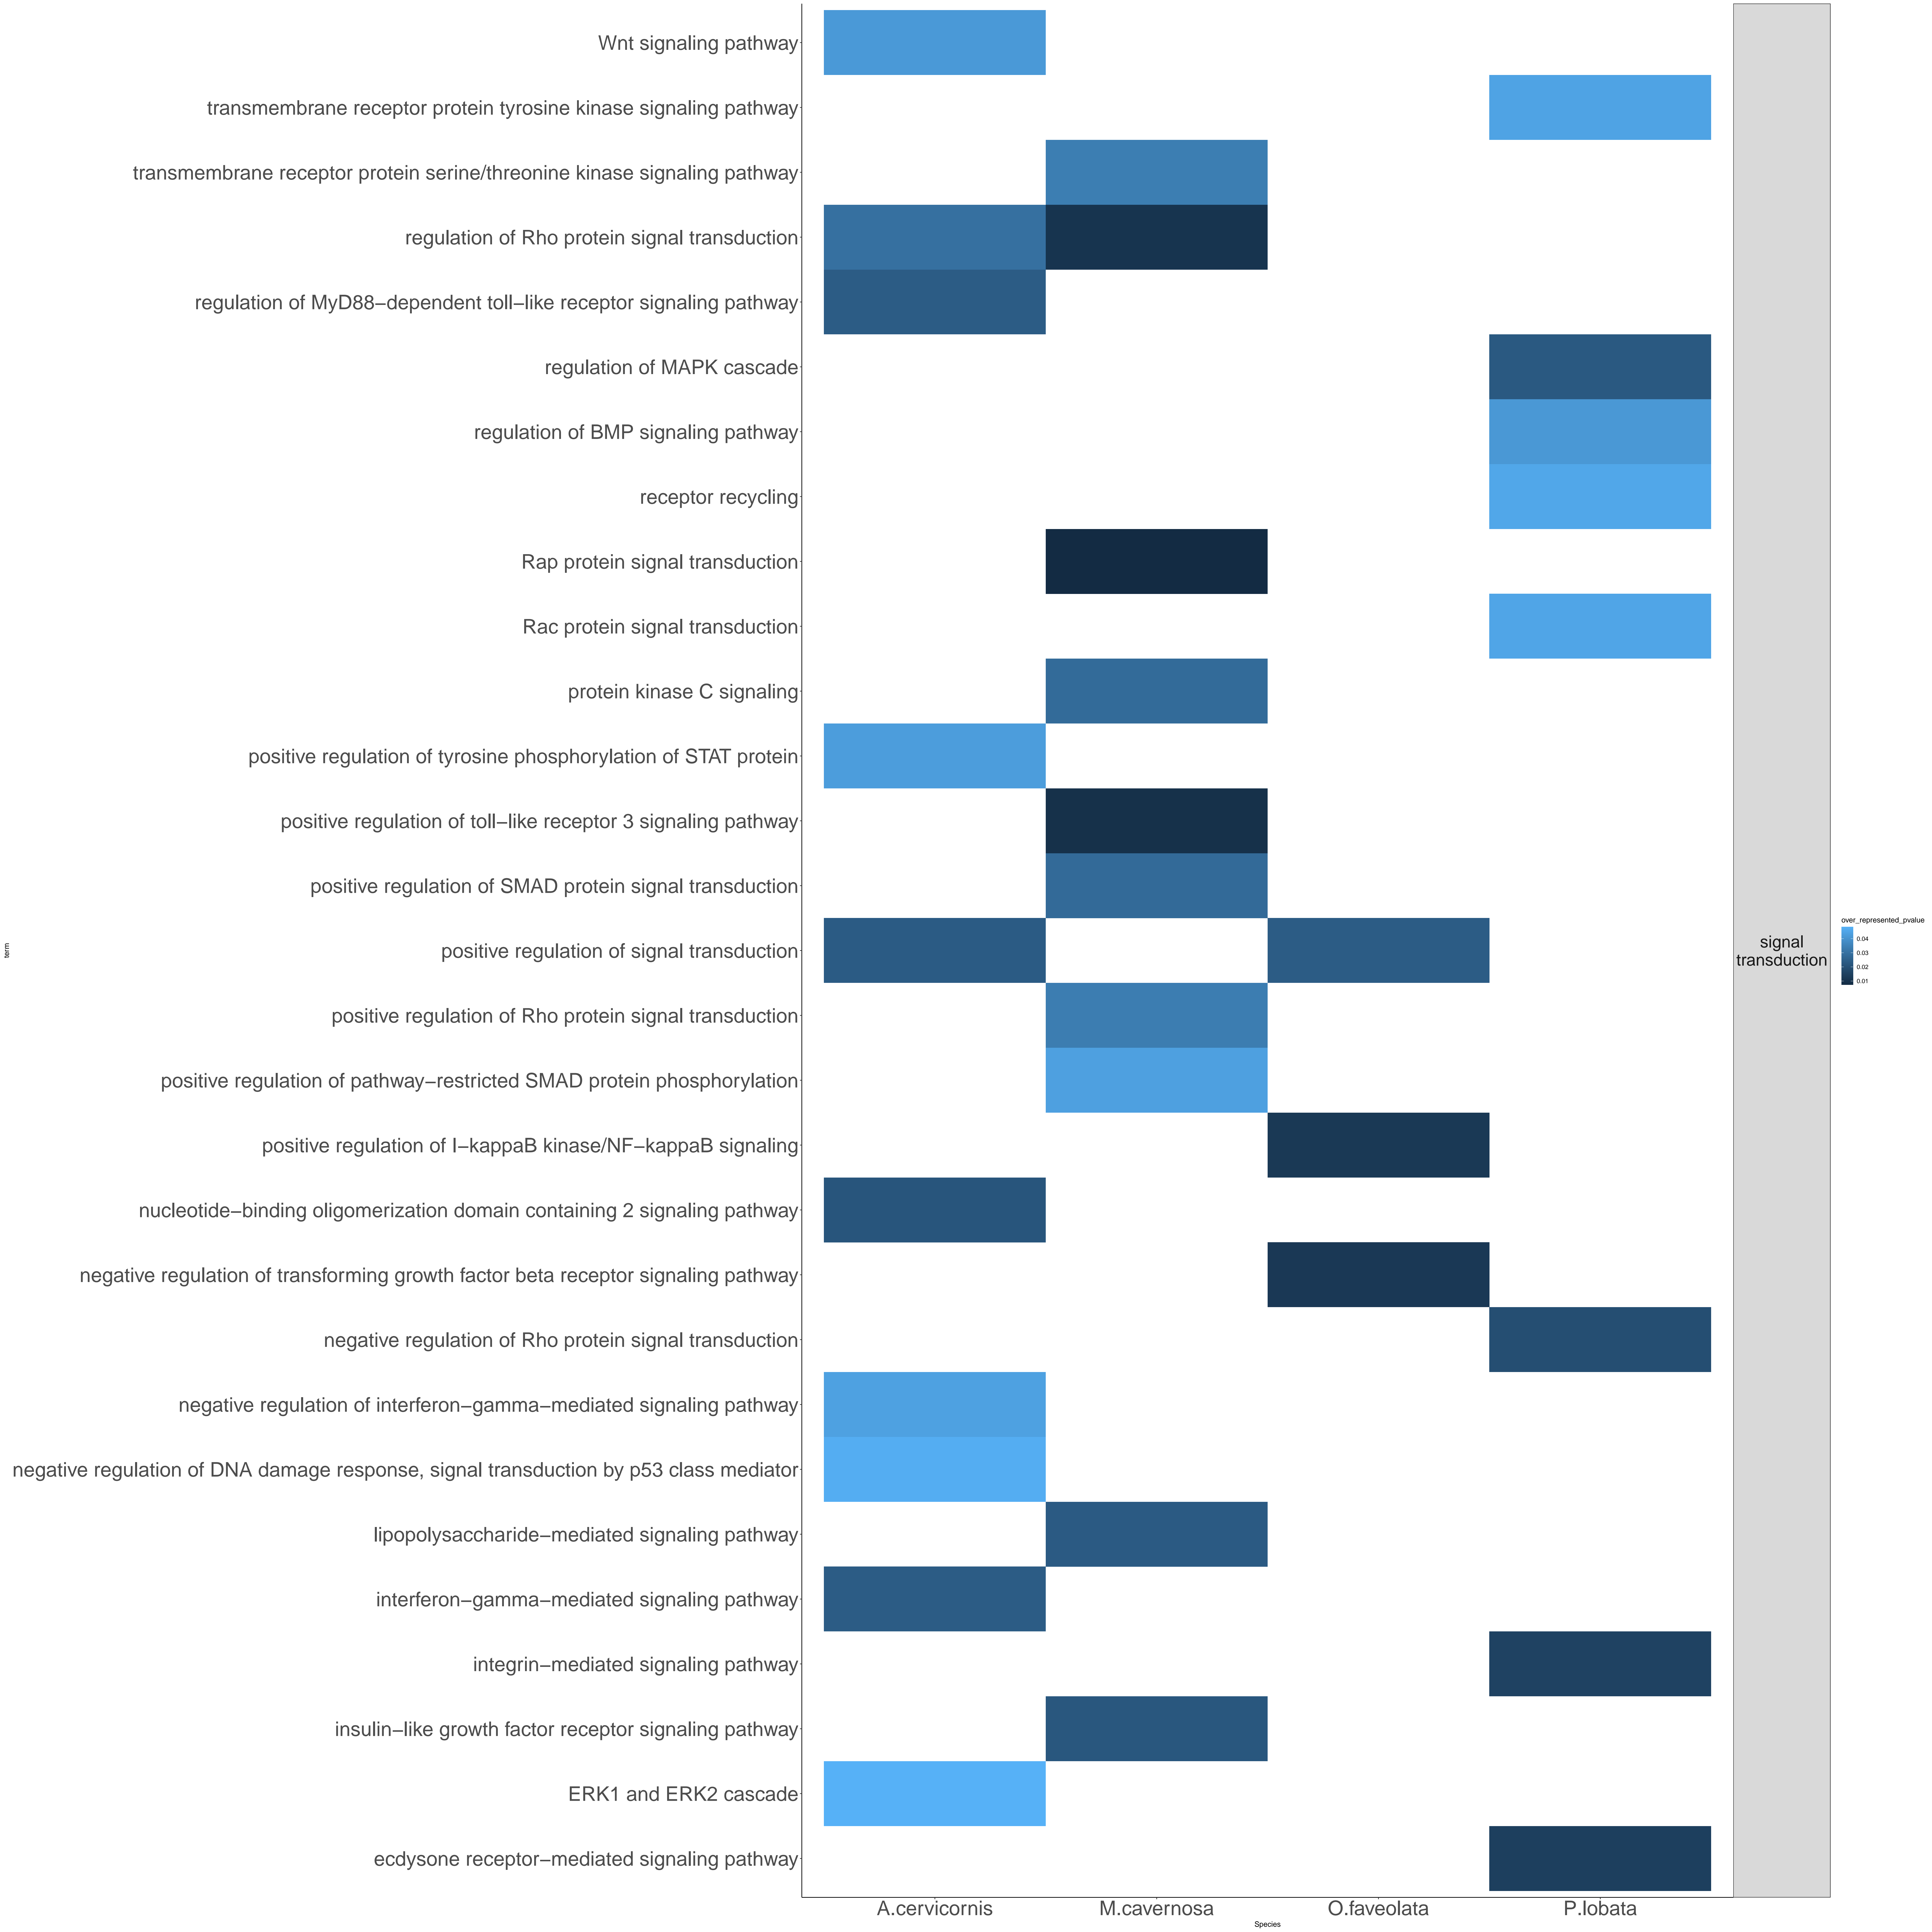 Wnt signaling pathway
transmembrane receptor protein tyrosine kinase signaling pathway
transmembrane receptor protein serine/threonine kinase signaling pathway
regulation of Rho protein signal transduction
regulation of MyD88−dependent toll−like receptor signaling pathway
regulation of MAPK cascade
regulation of BMP signaling pathway
receptor recycling
Rap protein signal transduction
Rac protein signal transduction
protein kinase C signaling
positive regulation of tyrosine phosphorylation of STAT protein
positive regulation of toll−like receptor 3 signaling pathway
positive regulation of SMAD protein signal transduction
positive regulation of signal transduction
positive regulation of Rho protein signal transduction
positive regulation of pathway−restricted SMAD protein phosphorylation
positive regulation of I−kappaB kinase/NF−kappaB signaling
nucleotide−binding oligomerization domain containing 2 signaling pathway
negative regulation of transforming growth factor beta receptor signaling pathway
negative regulation of Rho protein signal transduction
negative regulation of interferon−gamma−mediated signaling pathway
negative regulation of DNA damage response, signal transduction by p53 class mediator
lipopolysaccharide−mediated signaling pathway
interferon−gamma−mediated signaling pathway
integrin−mediated signaling pathway
insulin−like growth factor receptor signaling pathway
ERK1 and ERK2 cascade
ecdysone receptor−mediated signaling pathway
term
A.cervicornis
M.cavernosa
O.faveolata
P.lobata
Species
signal
transduction
over_represented_pvalue
0.04
0.03
0.02
0.01